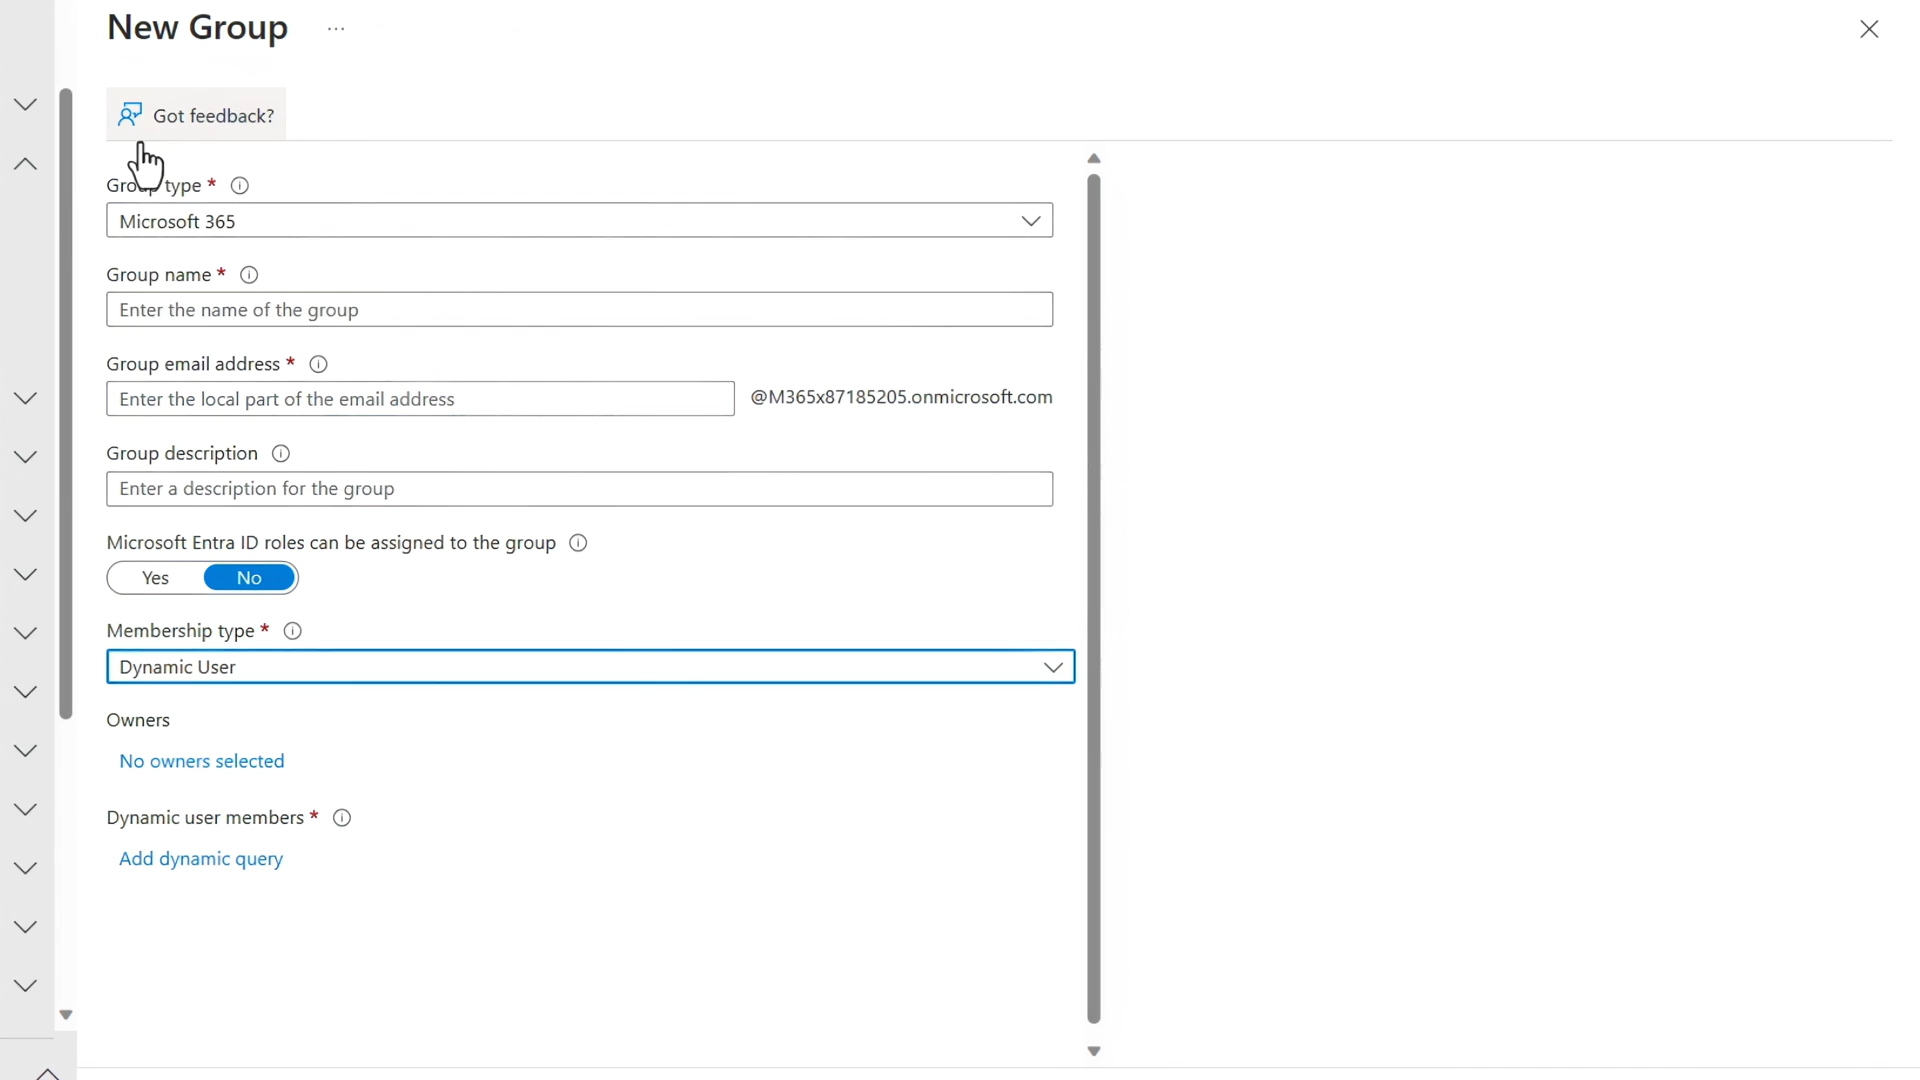 New Group
...
Got feedback?
Group type *
Microsoft 365
Group name *
Enter the name of the group
Group email address *
Enter the local part of the email address @M365x87185205.onmicrosoft.com
Group description
Enter a description for the group
Microsoft Entra ID roles can be assigned to the group
Yes No
Membership type *
Dynamic User
Owners
No owners selected
Dynamic user members *
Add dynamic query